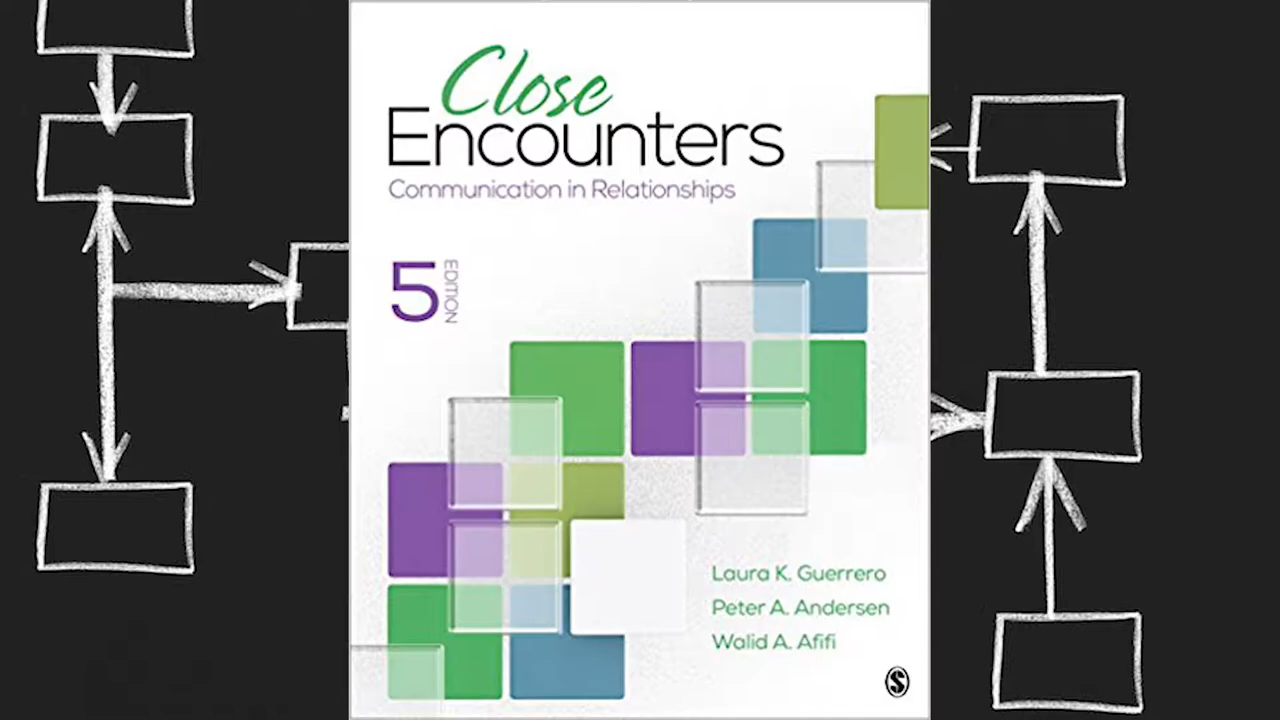 Close
Encounters
Communication in Relationships
5 EDITION
Laura K. Guerrero
Peter A. Andersen
Walid A. Afifi
S